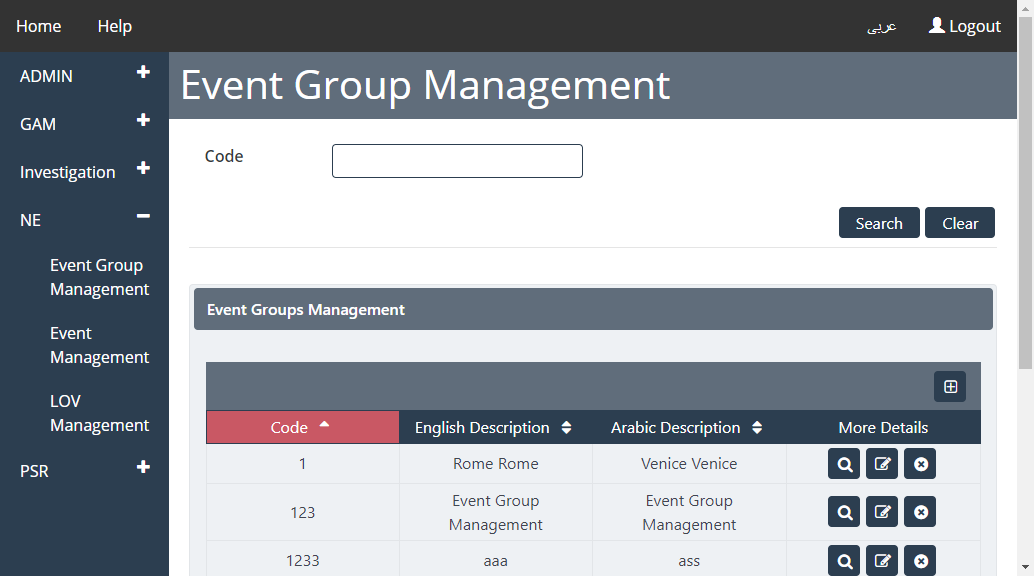 Home Help عربى Logout
ADMIN
GAM
Investigation
NE
Event Group
Management
Event
Management
LOV
Management
PSR
Event Group Management
Code
Search Clear
Event Groups Management
Code English Description Arabic Description More Details
1 Rome Rome Venice Venice
123 Event Group Management Event Group Management
1233 aaa ass